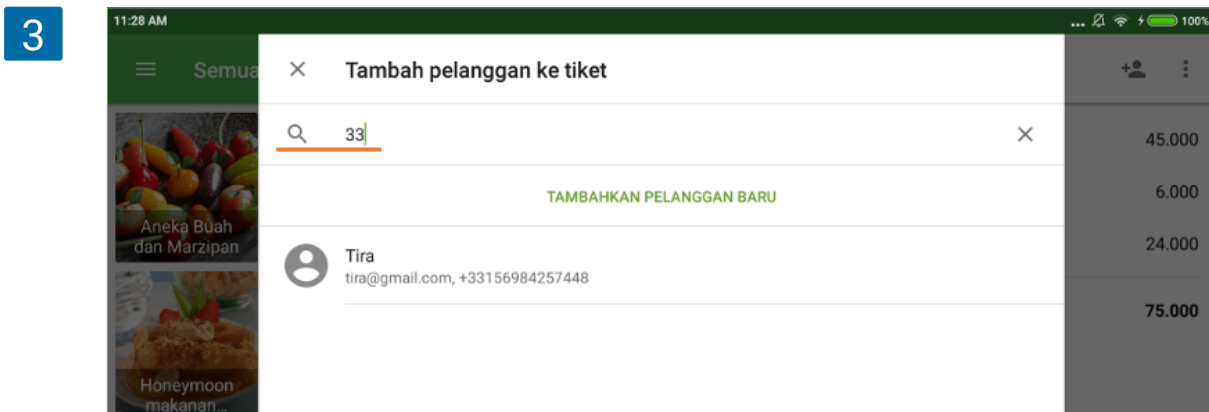 3
11:28 AM
... 100%
Semua
Tambah pelanggan ke tiket
33
45.000
TAMBAHKAN PELANGGAN BARU
6.000
Aneka Buah
dan Marzipan
24.000
Tira
tira@gmail.com, +33156984257448
75.000
Honeymoon
makanan...